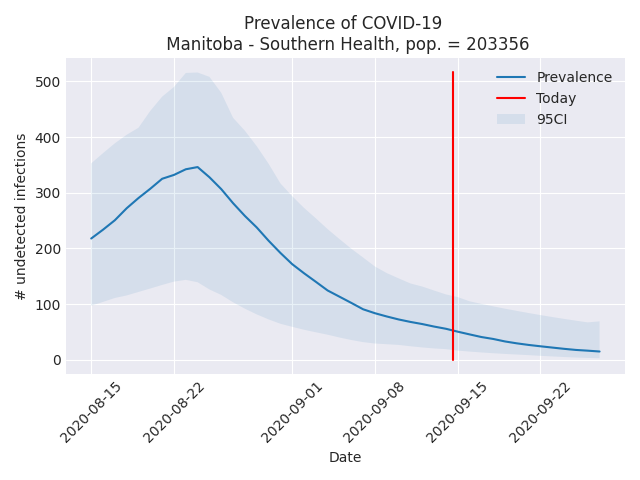 Prevalence of COVID-19
Manitoba - Southern Health, pop. = 203356
# undetected infections
500
400
300
200
100
0
Prevalence
Today
95CI
2020-08-15
2020-08-22
2020-09-01
2020-09-08
2020-09-15
2020-09-22
Date